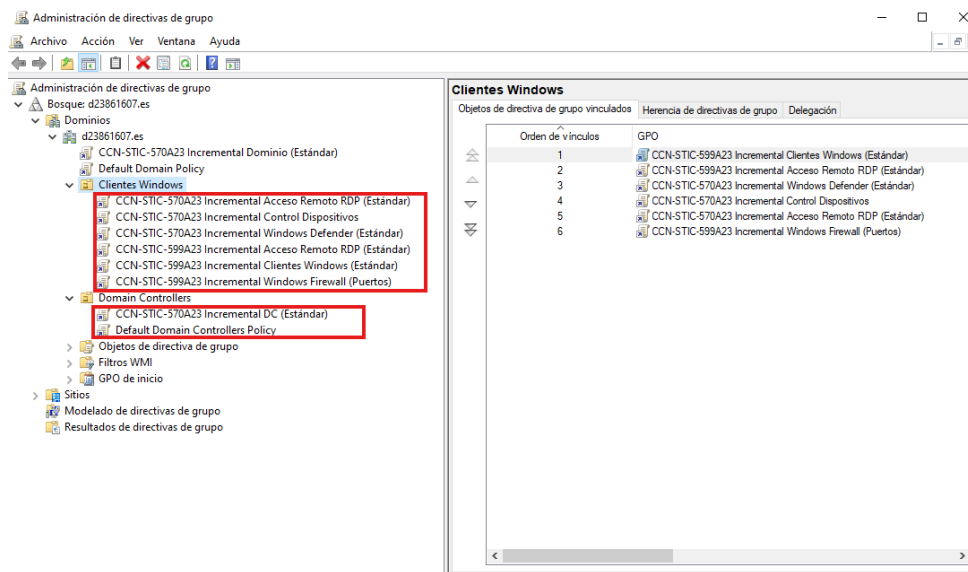 Administración de directivas de grupo
Archivo Acción Ver Ventana Ayuda
Administración de directivas de grupo
Bosque: d23861607.es
Dominios
d23861607.es
CCN-STIC-570A23 Incremental Dominio (Estándar)
Default Domain Policy
Clientes Windows
CCN-STIC-570A23 Incremental Acceso Remoto RDP (Estándar)
CCN-STIC-570A23 Incremental Control Dispositivos
CCN-STIC-570A23 Incremental Windows Defender (Estándar)
CCN-STIC-599A23 Incremental Acceso Remoto RDP (Estándar)
CCN-STIC-599A23 Incremental Clientes Windows (Estándar)
CCN-STIC-599A23 Incremental Windows Firewall (Puertos)
Domain Controllers
CCN-STIC-570A23 Incremental DC (Estándar)
Default Domain Controllers Policy
Objetos de directiva de grupo
Filtros WMI
GPO de inicio
Sitios
Modelado de directivas de grupo
Resultados de directivas de grupo
Clientes Windows
Objetos de directiva de grupo vinculados Herencia de directivas de grupo Delegación
Orden de vínculos GPO
1 CCN-STIC-599A23 Incremental Clientes Windows (Estándar)
2 CCN-STIC-599A23 Incremental Acceso Remoto RDP (Estándar)
3 CCN-STIC-570A23 Incremental Windows Defender (Estándar)
4 CCN-STIC-570A23 Incremental Control Dispositivos
5 CCN-STIC-570A23 Incremental Acceso Remoto RDP (Estándar)
6 CCN-STIC-599A23 Incremental Windows Firewall (Puertos)